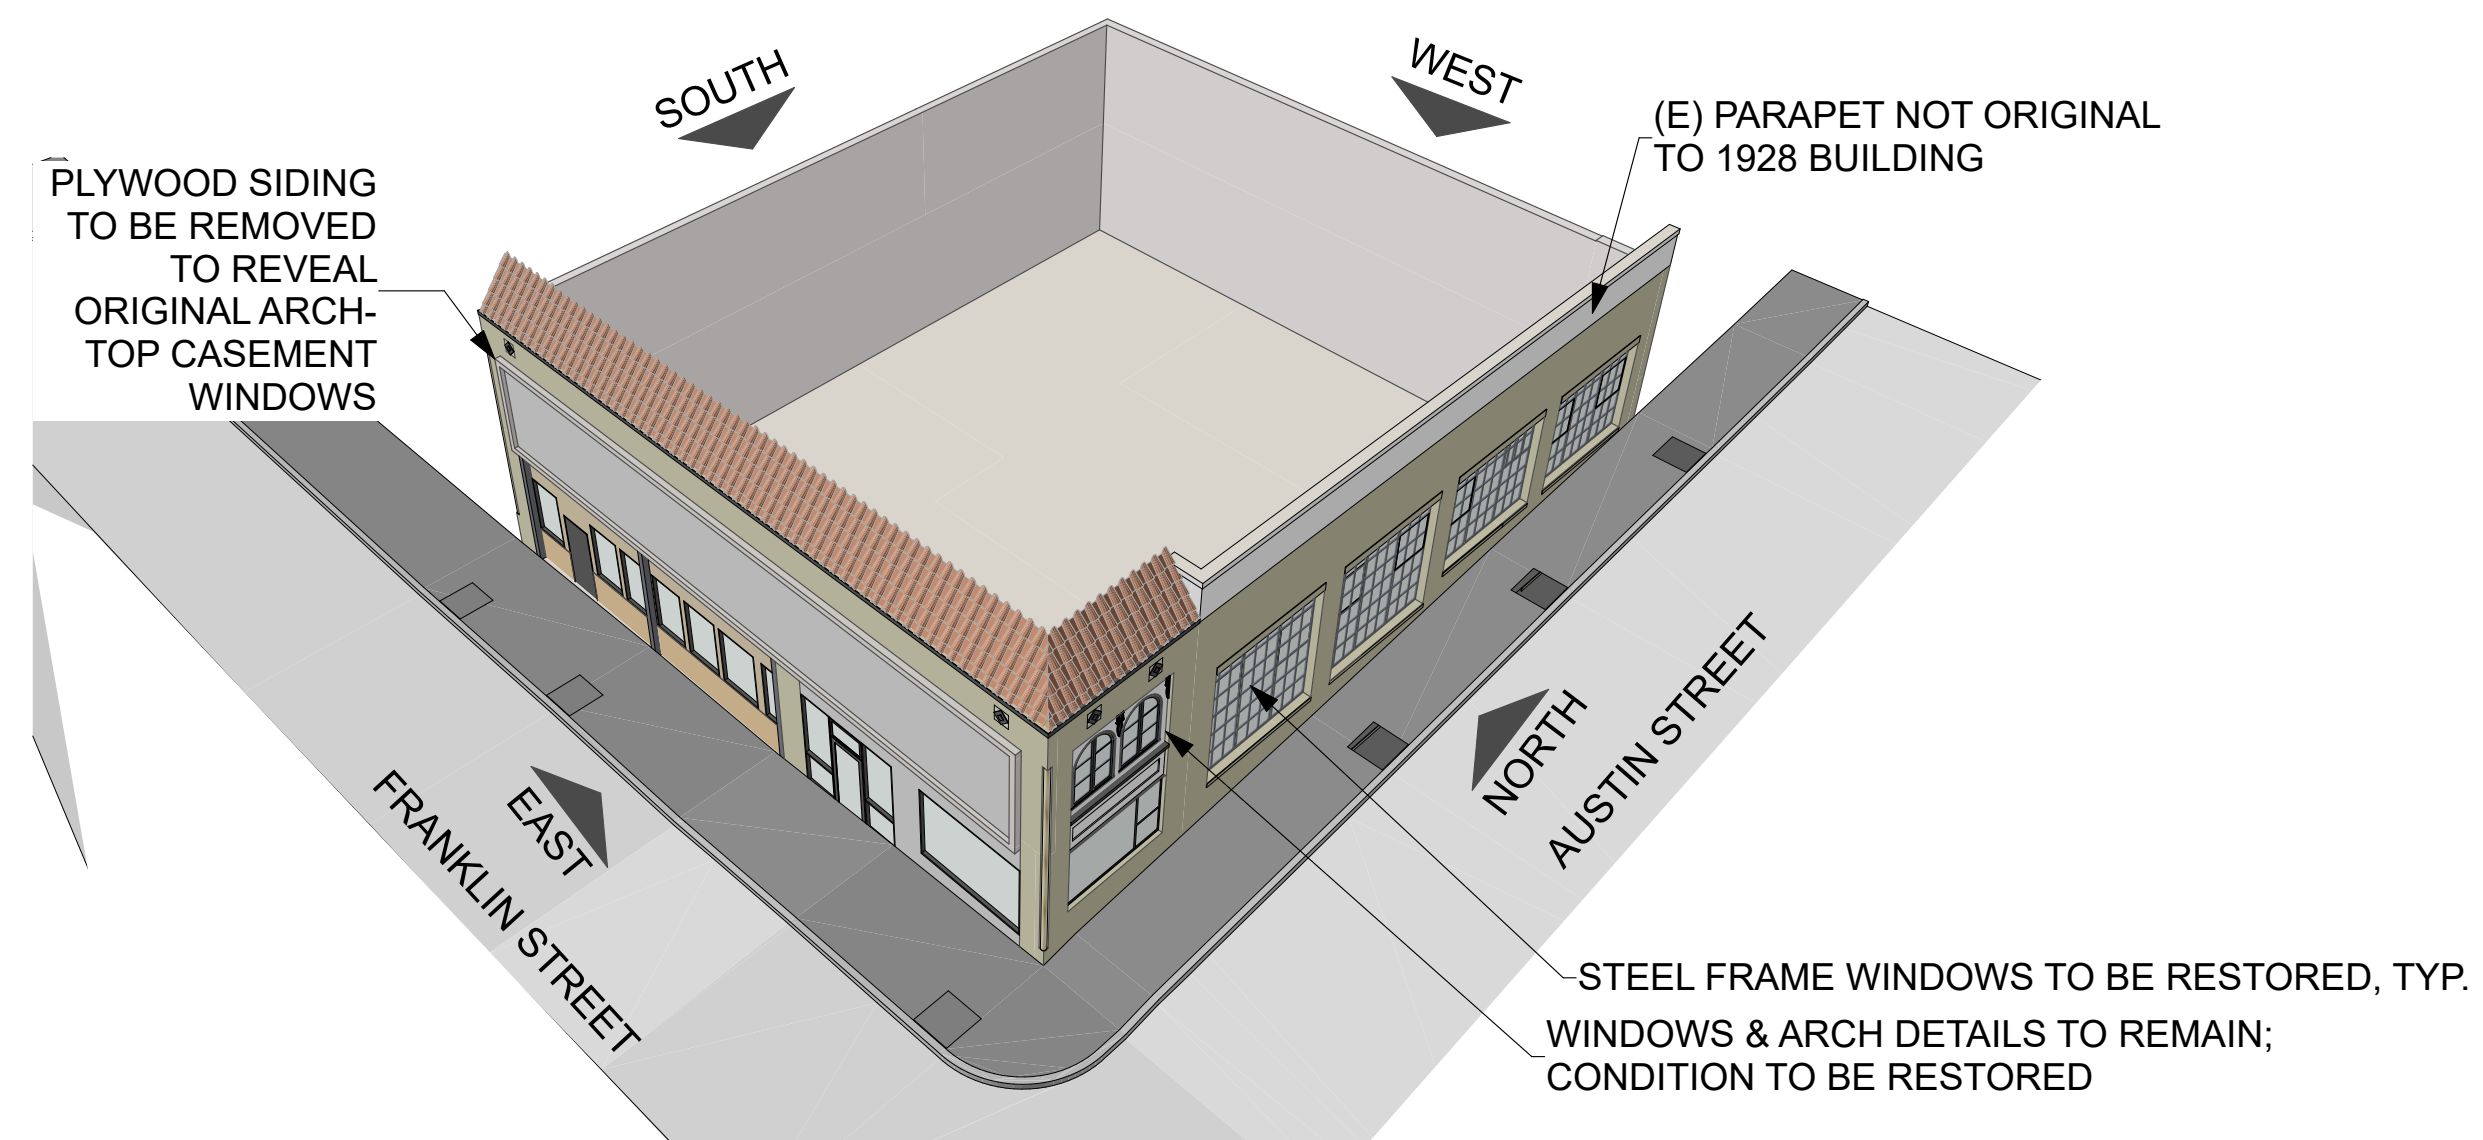 SOUTH
WEST
(E) PARAPET NOT ORIGINAL
TO 1928 BUILDING
PLYWOOD SIDING
TO BE REMOVED
TO REVEAL
ORIGINAL ARCH-
TOP CASEMENT
WINDOWS
EAST
FRANKLIN STREET
NORTH
AUSTIN STREET
STEEL FRAME WINDOWS TO BE RESTORED, TYP.
WINDOWS & ARCH DETAILS TO REMAIN;
CONDITION TO BE RESTORED